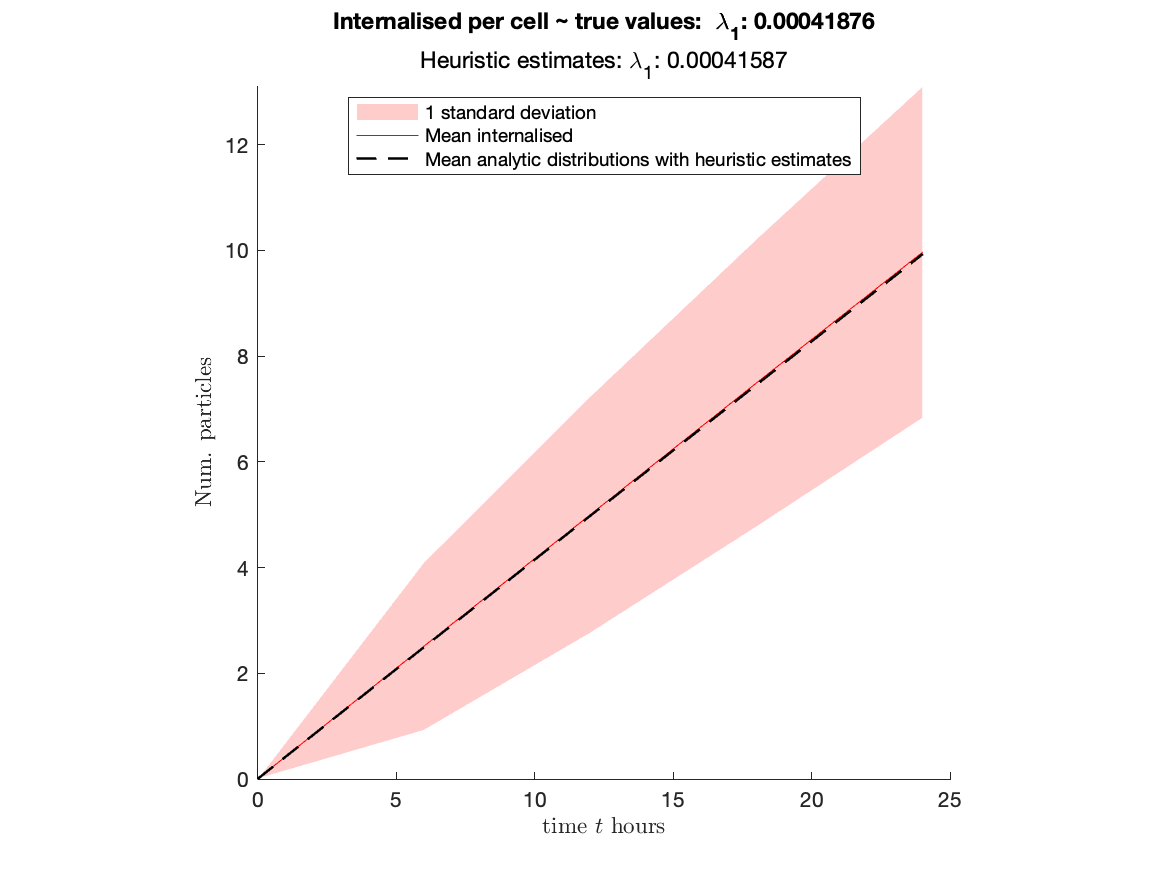 Internalised per cell ~ true values: λ₁: 0.00041876
Heuristic estimates: λ₁: 0.00041587
1 standard deviation
Mean internalised
Mean analytic distributions with heuristic estimates
12
10
8
6
4
2
0
Num. particles
0 5 10 15 20 25
time t hours